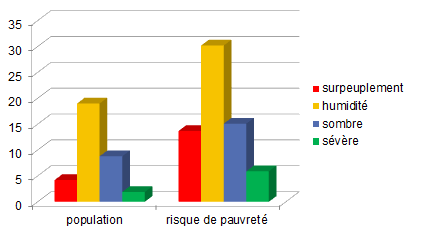 35
30
25
20
15
10
5
0
population
risque de pauvreté
surpeuplement
humidité
sombre
sévère